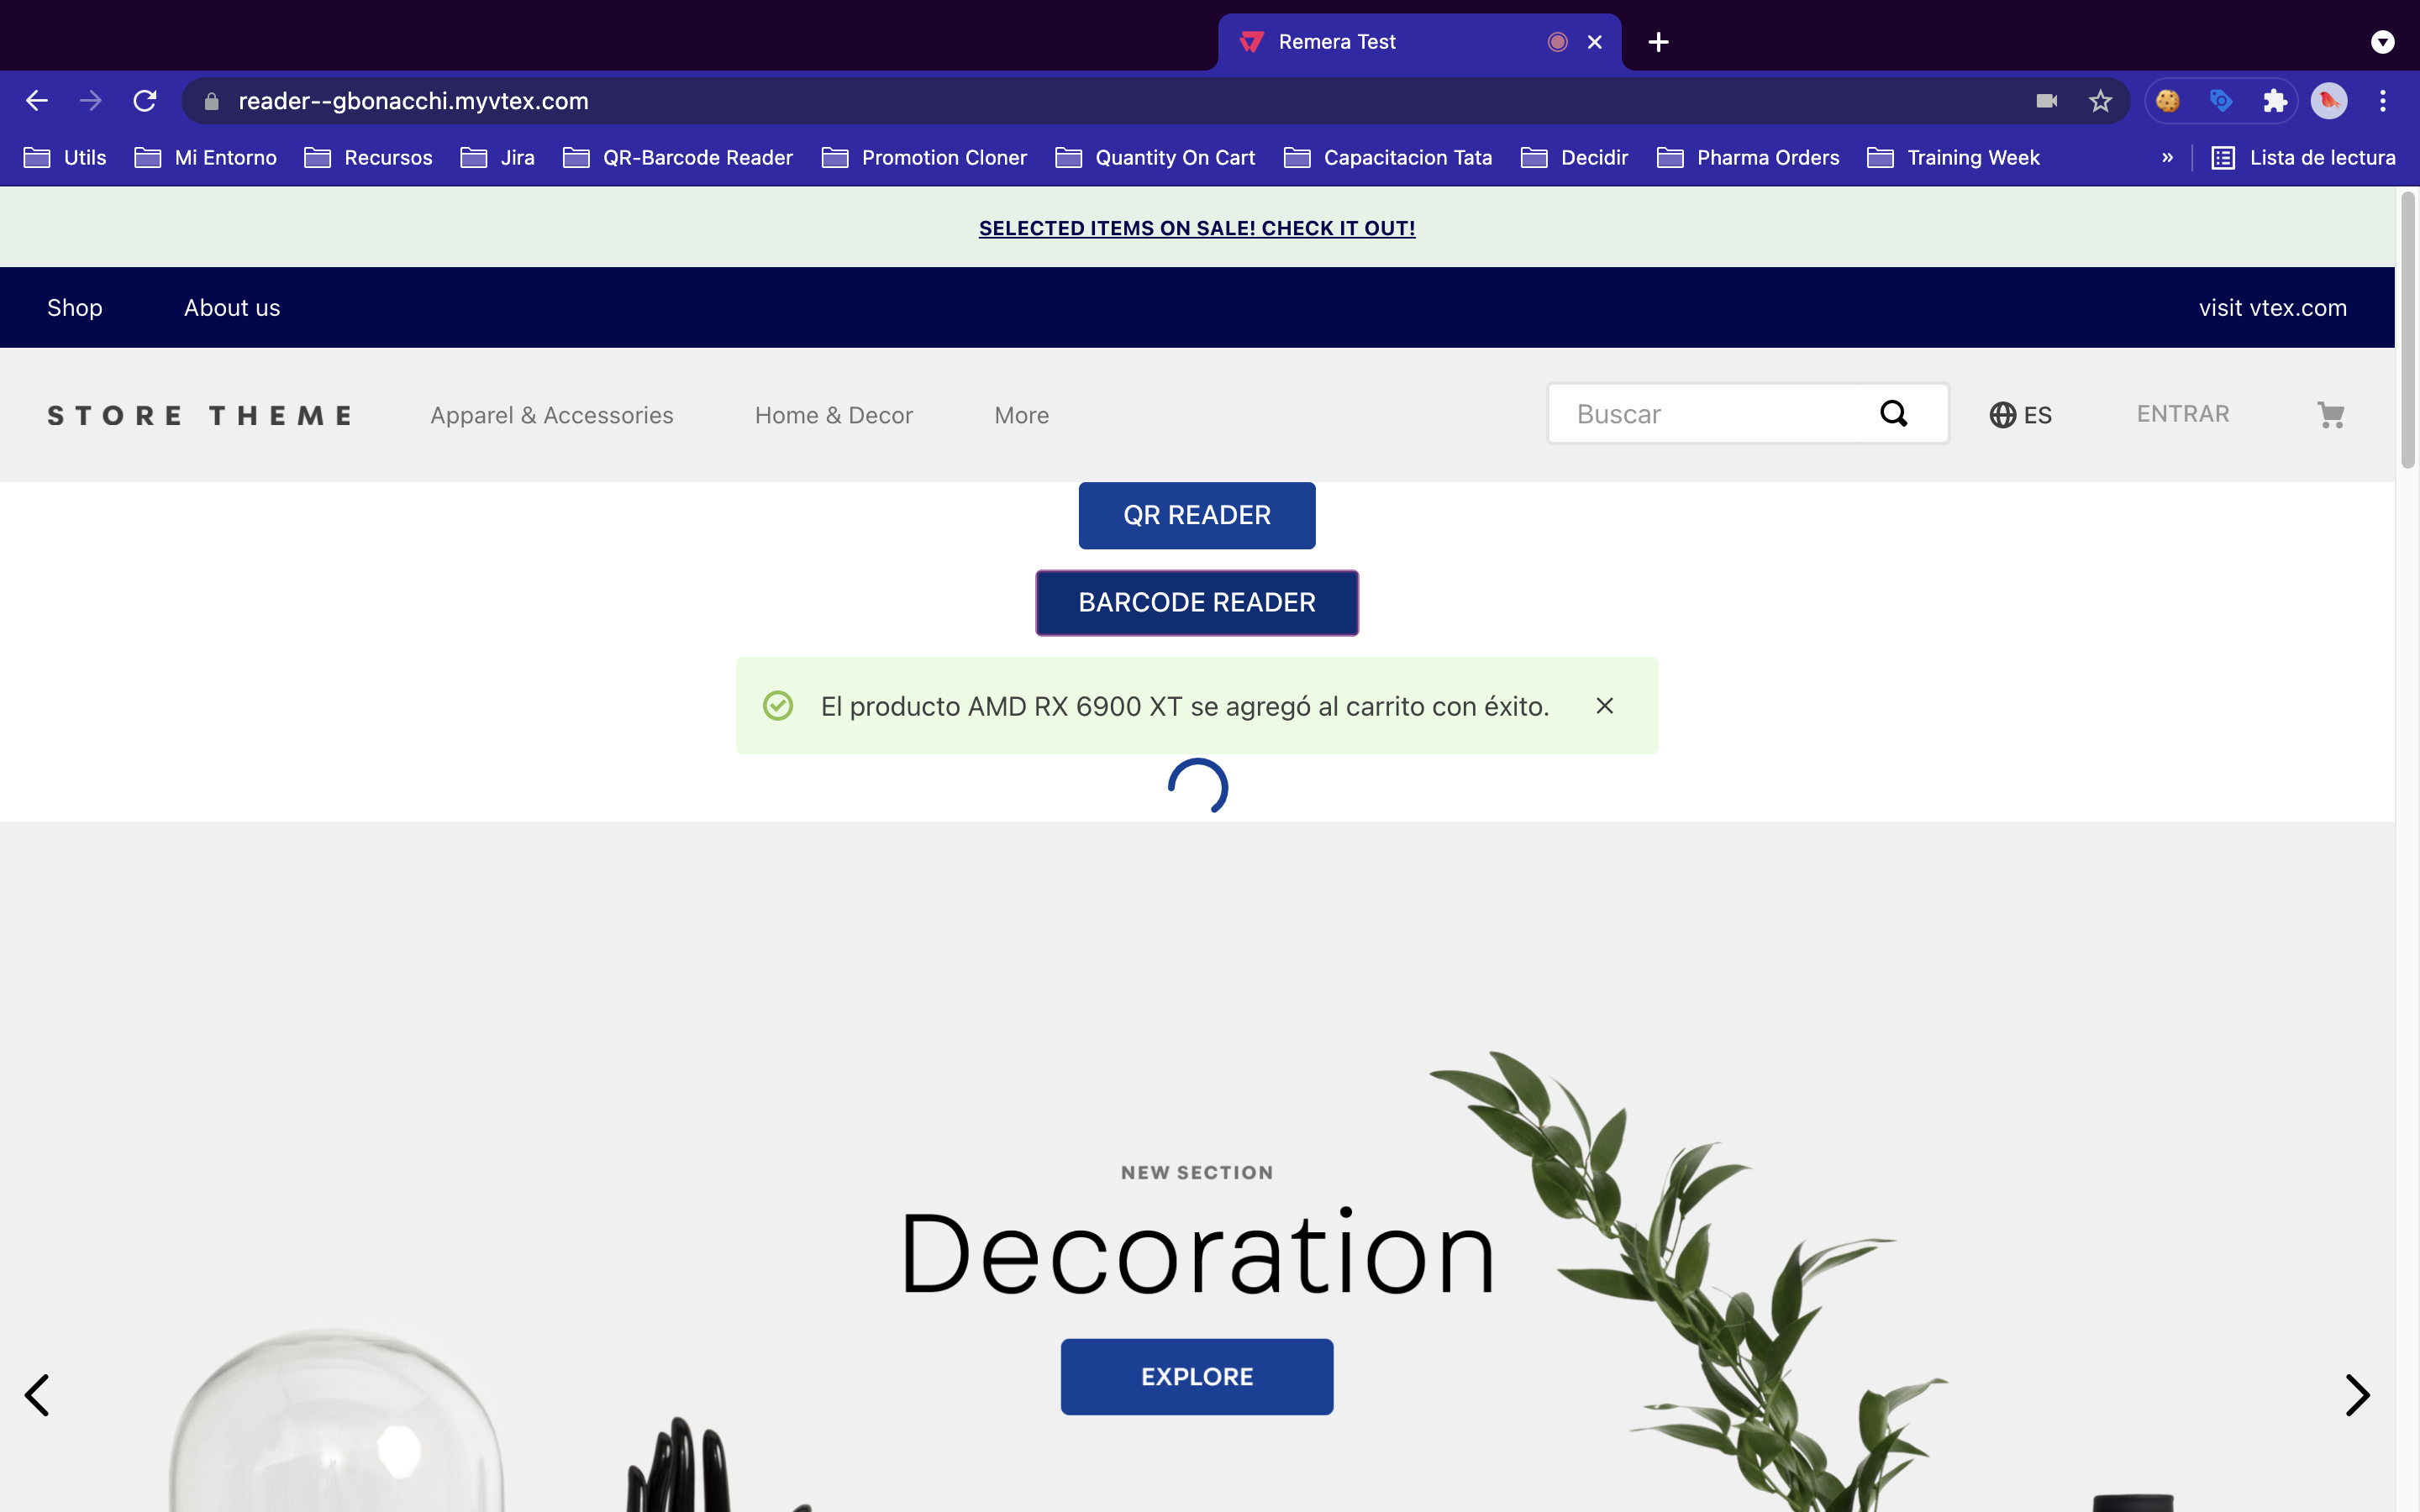 Remera Test
reader--gbonacchi.myvtex.com
Utils Mi Entorno Recursos Jira QR-Barcode Reader Promotion Cloner Quantity On Cart Capacitacion Tata Decidir Pharma Orders Training Week » Lista de lectura
SELECTED ITEMS ON SALE! CHECK IT OUT!
Shop About us visit vtex.com
STORE THEME Apparel & Accessories Home & Decor More Buscar ES ENTRAR
QR READER
BARCODE READER
El producto AMD RX 6900 XT se agregó al carrito con éxito.
NEW SECTION
Decoration
EXPLORE